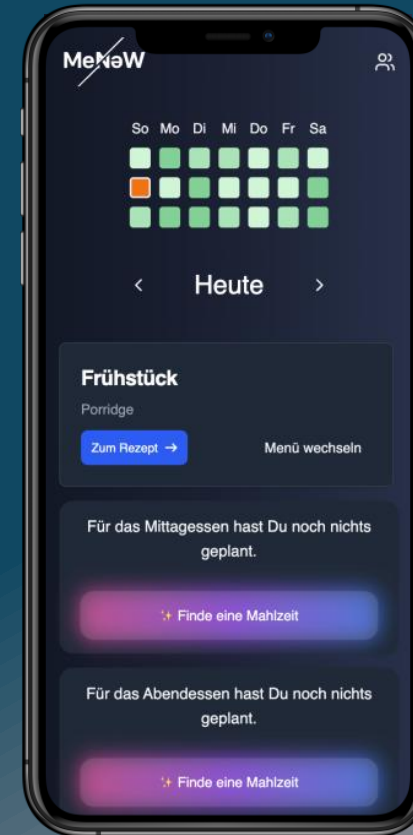 MeNəW
So Mo Di Mi Do Fr Sa
< Heute >
Frühstück
Porridge
Zum Rezept → Menü wechseln
Für das Mittagessen hast Du noch nichts
geplant.
✨ Finde eine Mahlzeit
Für das Abendessen hast Du noch nichts
geplant.
✨ Finde eine Mahlzeit